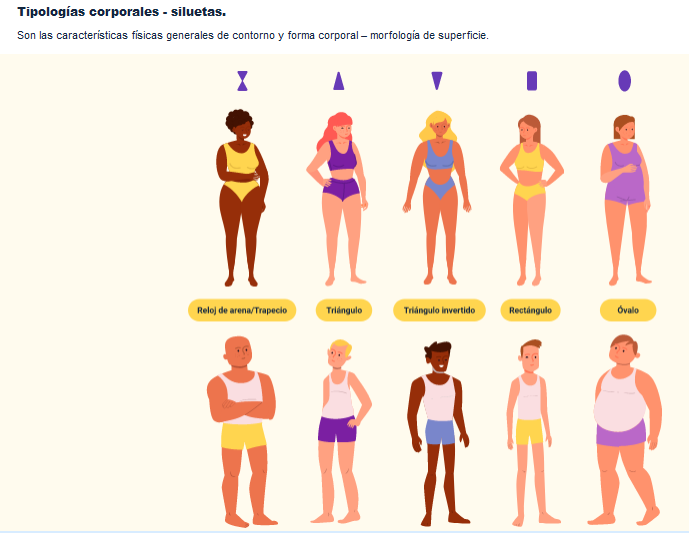 Tipologías corporales - siluetas.
Son las características físicas generales de contorno y forma corporal – morfología de superficie.
Reloj de arena/Trapecio
Triángulo
Triángulo invertido
Rectángulo
Óvalo